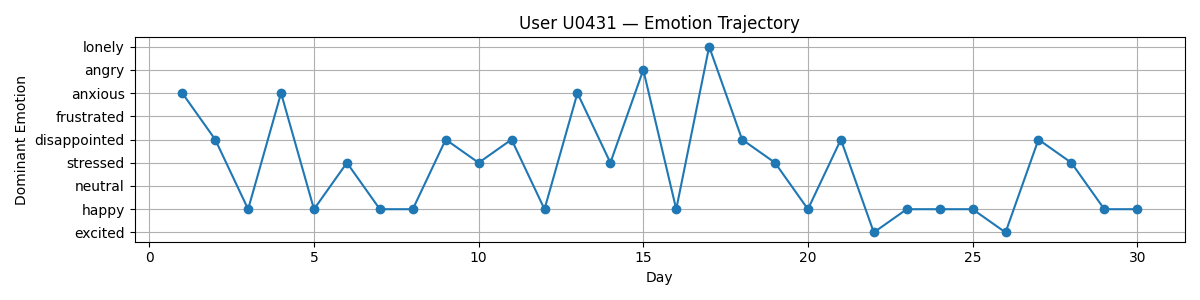 User U0431 — Emotion Trajectory
Dominant Emotion
lonely
angry
anxious
frustrated
disappointed
stressed
neutral
happy
excited
0 5 10 15 20 25 30
Day